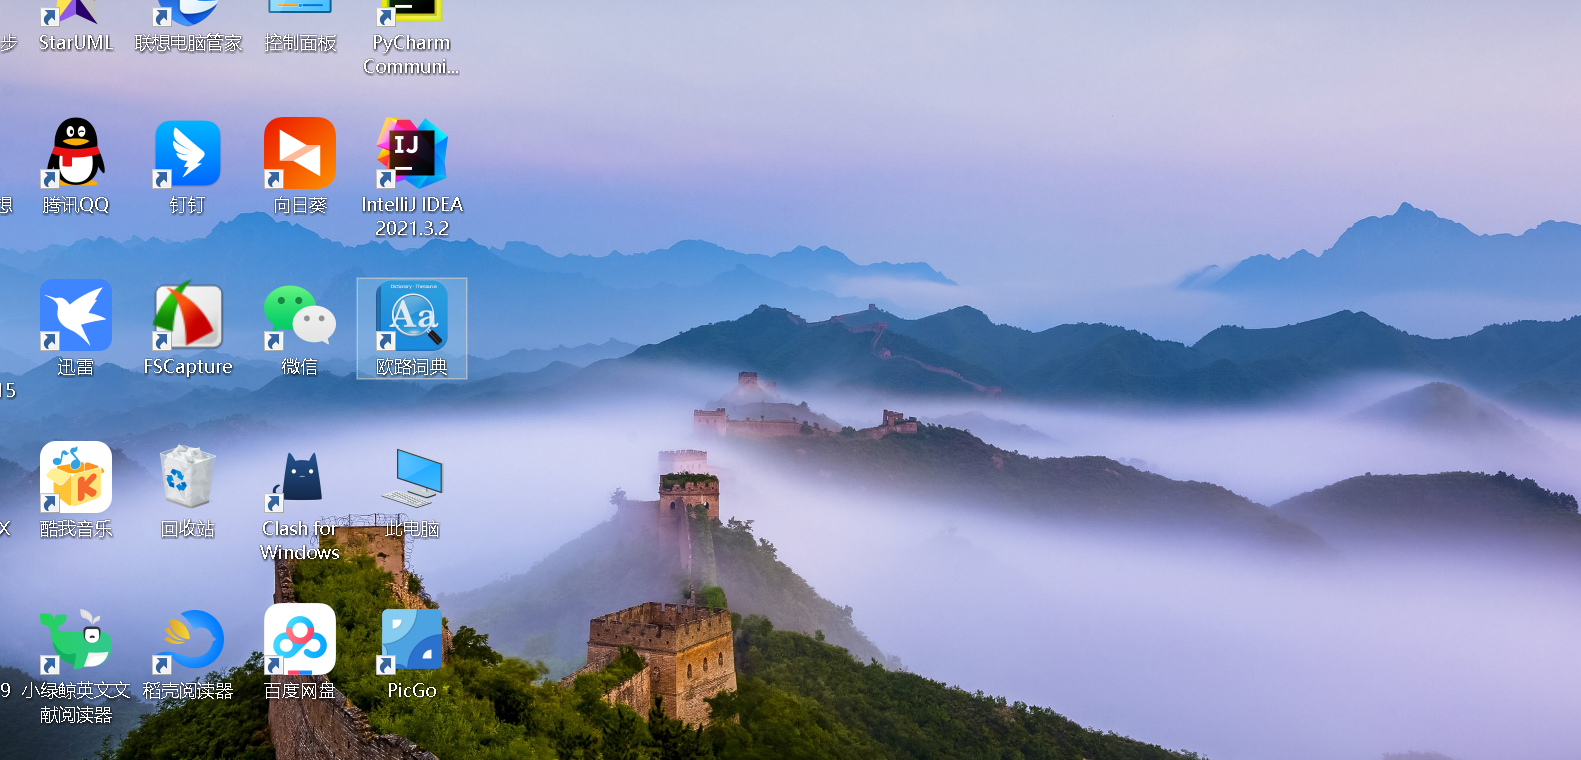 步
StarUML
联想电脑管家
控制面板
PyCharm
Communi...
想
腾讯QQ
钉钉
向日葵
IJ
IntelliJ IDEA
2021.3.2
15
迅雷
FSCapture
微信
Dictionary · Thesaurus
Aa
欧路词典
X
酷我音乐
回收站
Clash for
Windows
此电脑
9
小绿鲸英文文
献阅读器
稻壳阅读器
百度网盘
PicGo